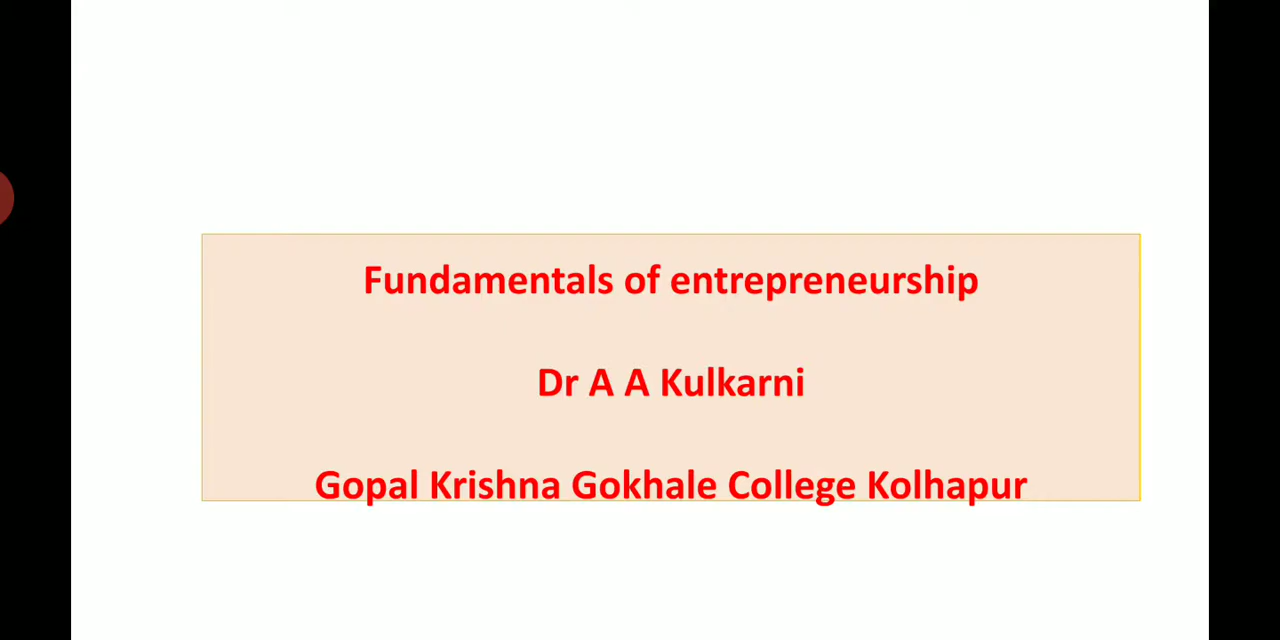 Fundamentals of entrepreneurship
Dr A A Kulkarni
Gopal Krishna Gokhale College Kolhapur